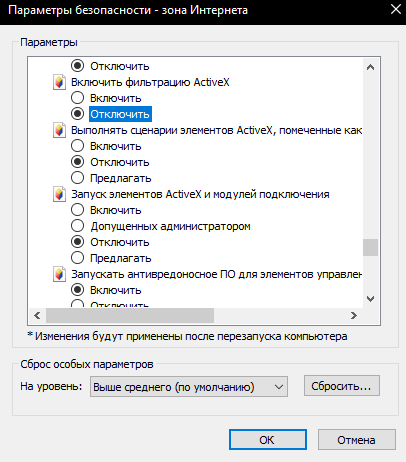 Параметры безопасности - зона Интернета
Параметры
Отключить
Включить фильтрацию ActiveX
Включить
Отключить
Выполнять сценарии элементов ActiveX, помеченные как
Включить
Отключить
Предлагать
Запуск элементов ActiveX и модулей подключения
Включить
Допущенных администратором
Отключить
Предлагать
Запускать антивредоносное ПО для элементов управлен
Включить
Отключить
* Изменения будут применены после перезапуска компьютера
Сброс особых параметров
На уровень: Выше среднего (по умолчанию) Сбросить...
ОК Отмена